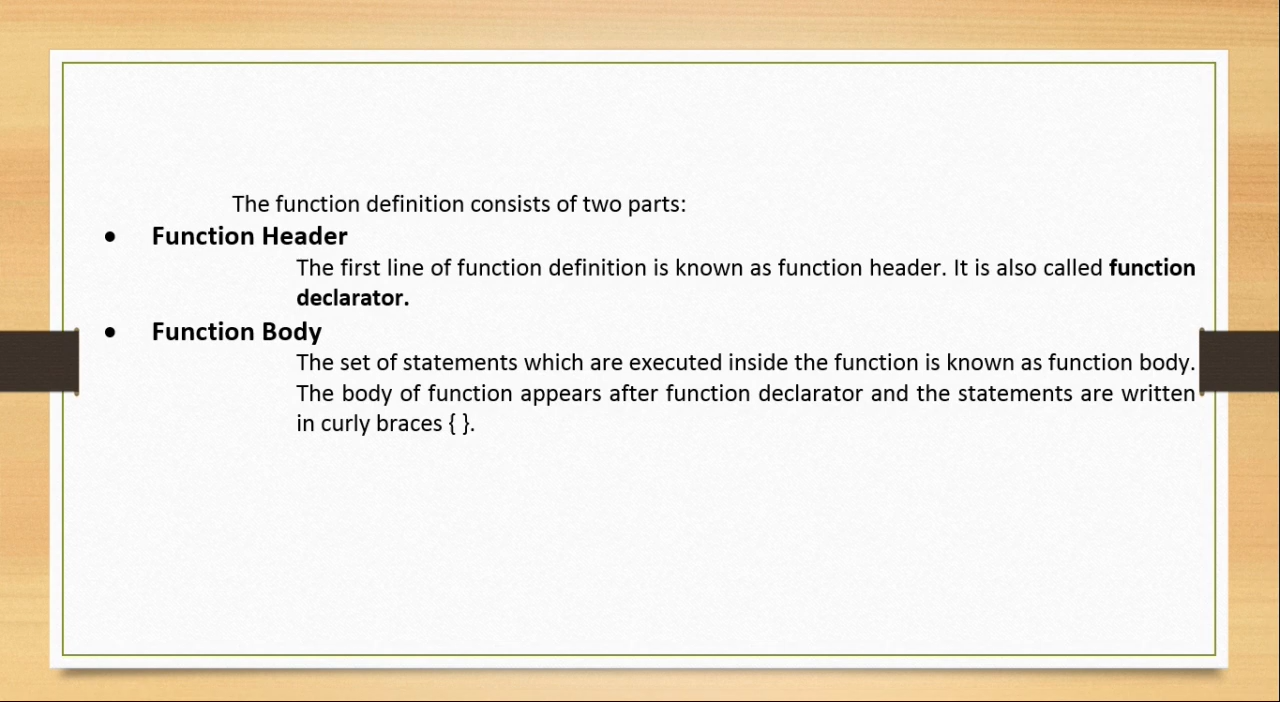 The function definition consists of two parts:
● Function Header
The first line of function definition is known as function header. It is also called function
declarator.
● Function Body
The set of statements which are executed inside the function is known as function body.
The body of function appears after function declarator and the statements are written
in curly braces { }.